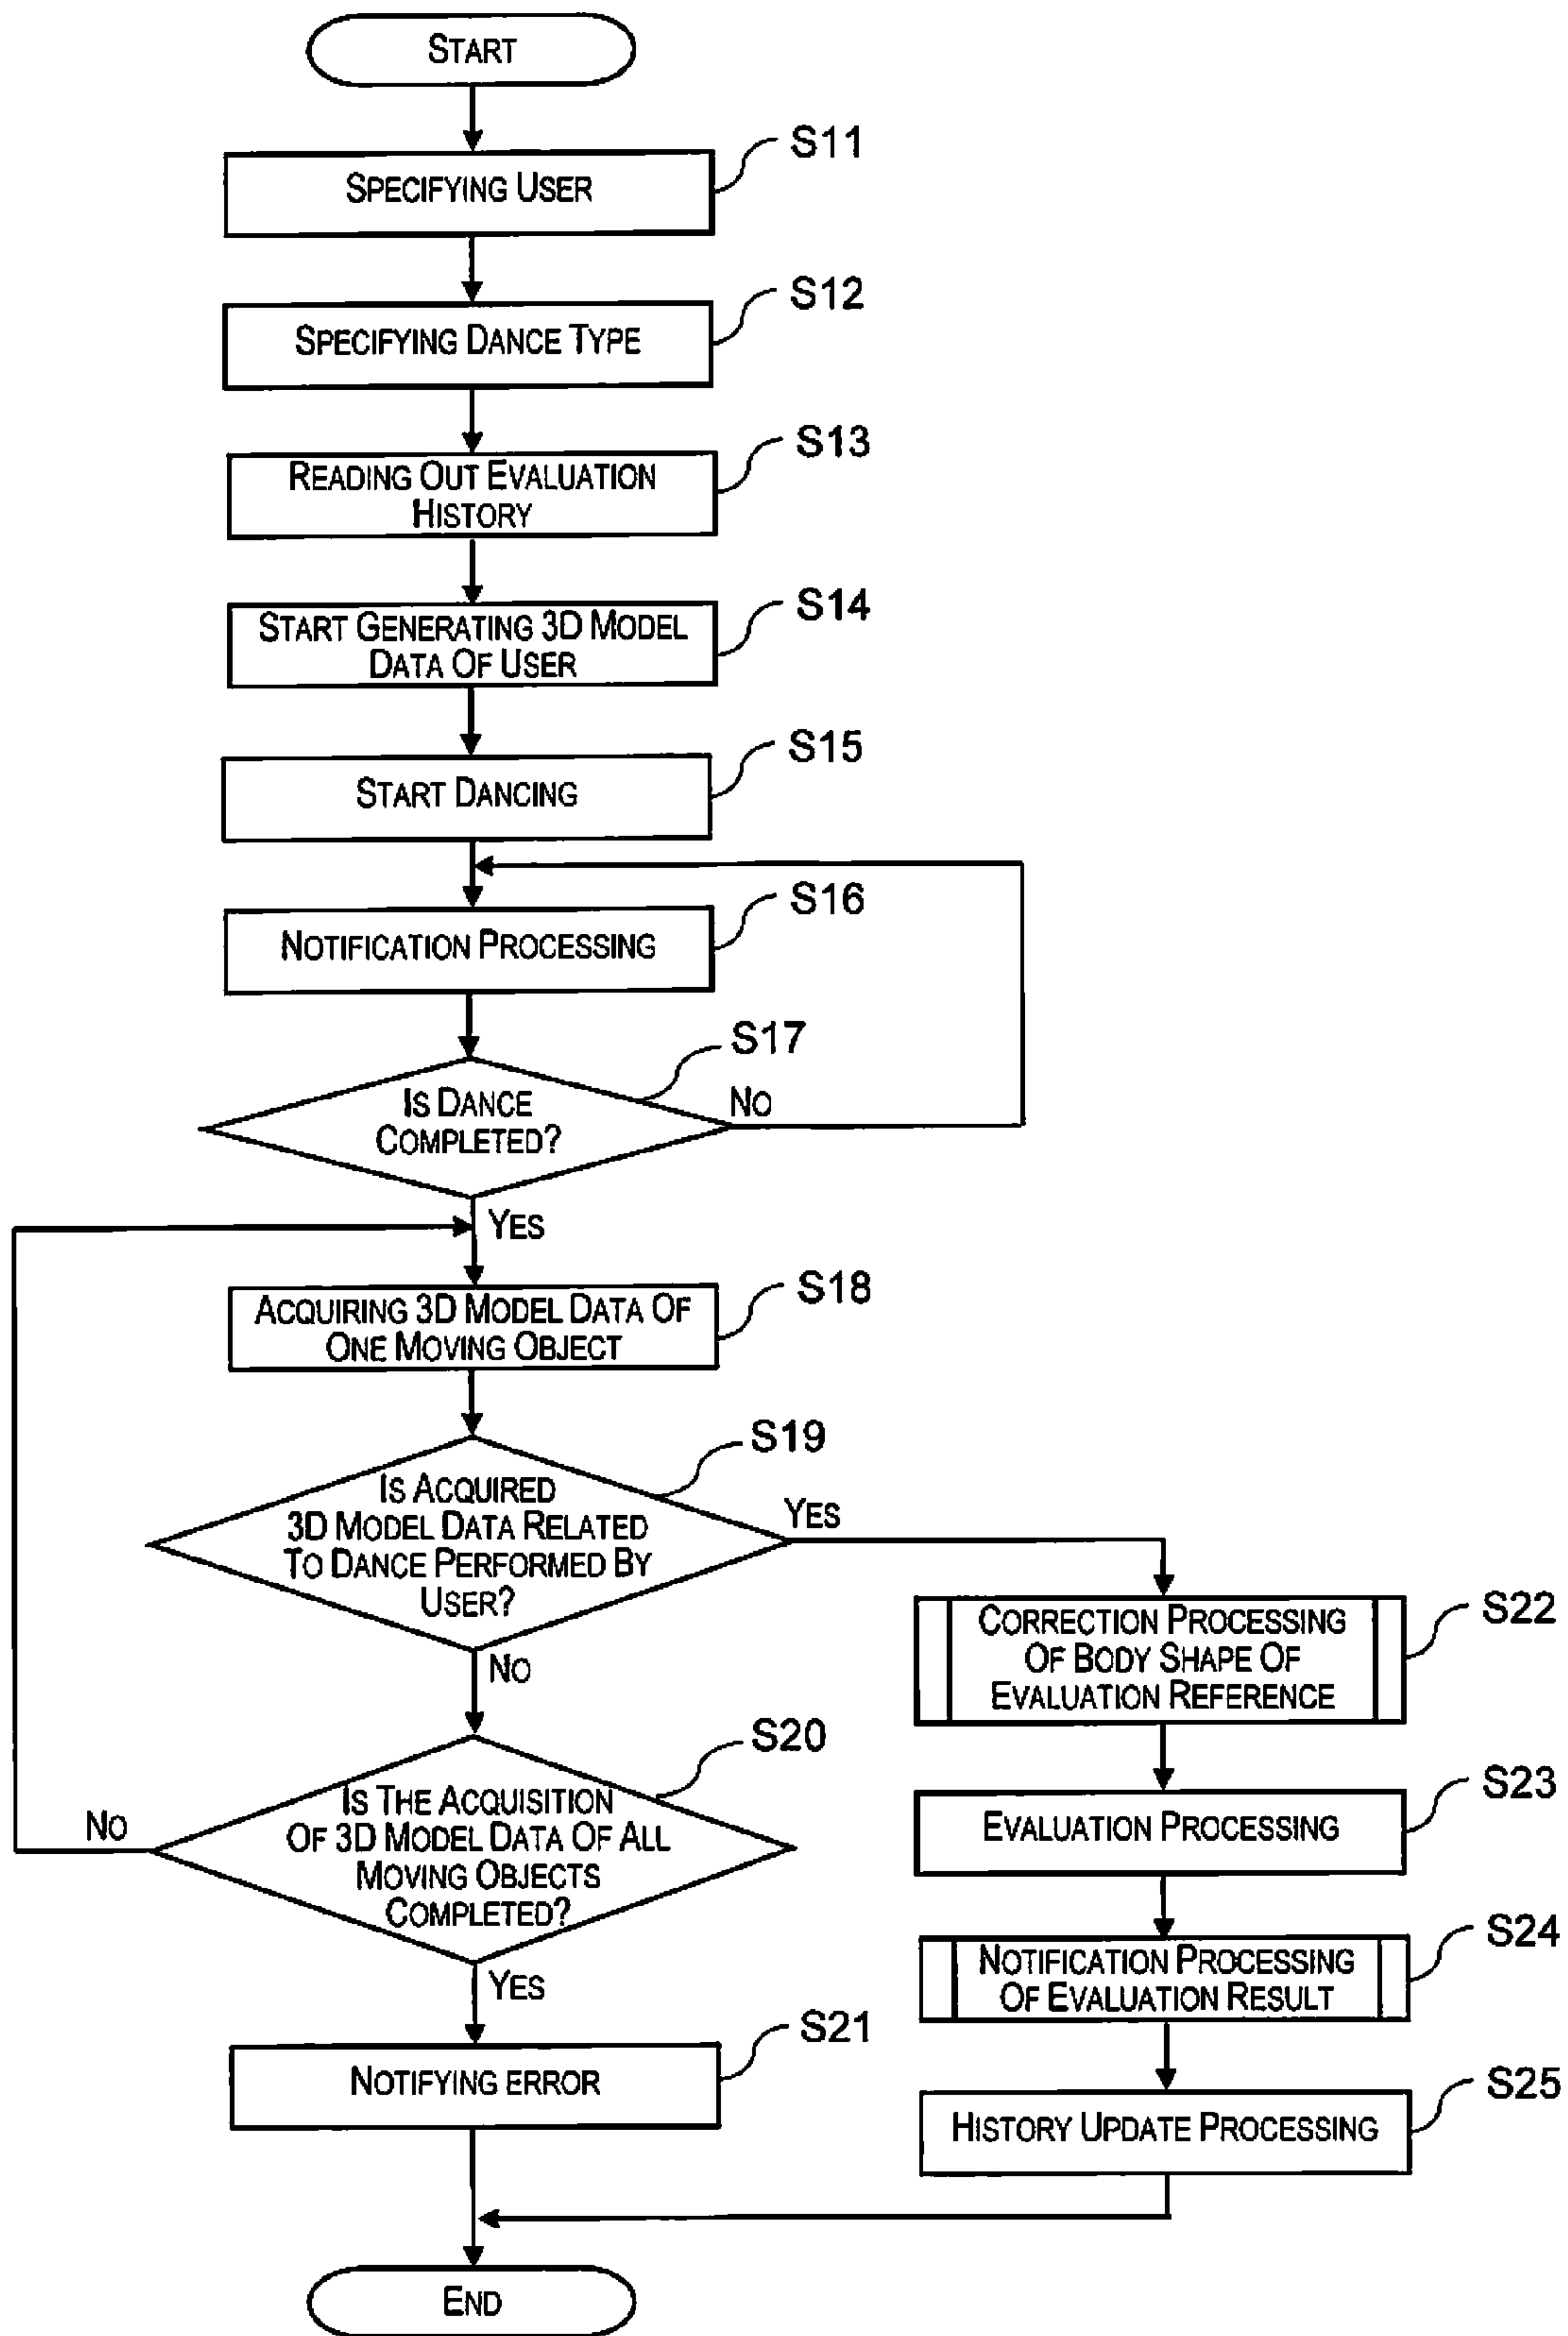 START
S11
SPECIFYING USER
S12
SPECIFYING DANCE TYPE
S13
READING OUT EVALUATION
HISTORY
S14
START GENERATING 3D MODEL
DATA OF USER
S15
START DANCING
S16
NOTIFICATION PROCESSING
S17
IS DANCE
COMPLETED?
NO
YES
S18
ACQUIRING 3D MODEL DATA OF
ONE MOVING OBJECT
S19
IS ACQUIRED
3D MODEL DATA RELATED
TO DANCE PERFORMED BY
USER?
YES
NO
S20
IS THE ACQUISITION
OF 3D MODEL DATA OF ALL
MOVING OBJECTS
COMPLETED?
NO
YES
S21
NOTIFYING ERROR
S22
CORRECTION PROCESSING
OF BODY SHAPE OF
EVALUATION REFERENCE
S23
EVALUATION PROCESSING
S24
NOTIFICATION PROCESSING
OF EVALUATION RESULT
S25
HISTORY UPDATE PROCESSING
END